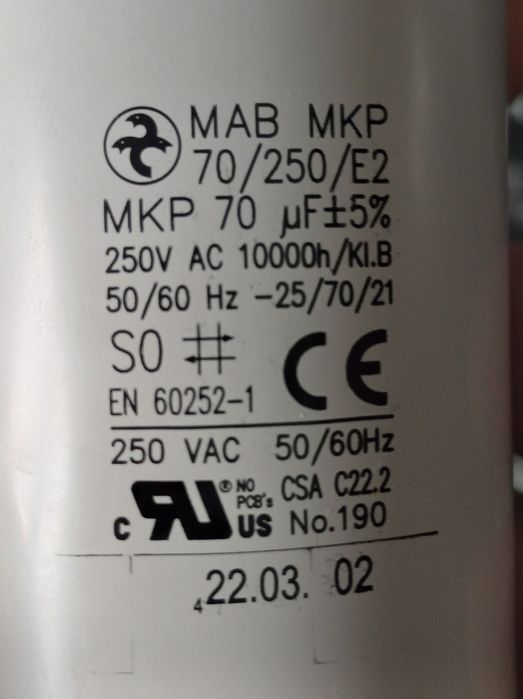 MAB MKP
70/250/E2
MKP 70 µF±5%
250V AC 10000h/Kl.B
50/60 Hz -25/70/21
S0
CE
EN 60252-1
250 VAC 50/60Hz
c RU ® US NO PCB's CSA C22.2
No.190
4 22.03. 02